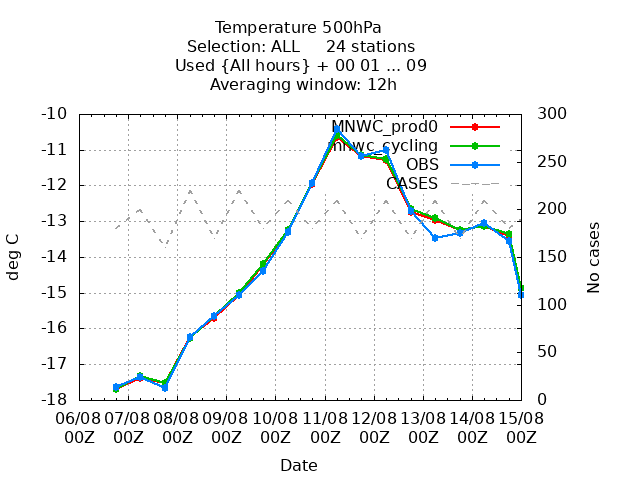 Temperature 500hPa
Selection: ALL 24 stations
Used {All hours} + 00 01 ... 09
Averaging window: 12h
-10 300
MNWC_prod0
-11 mnwc_cycling 250
OBS
-12 CASES 200
-13
-14 150
-15 100
-16
-17 50
-18 0
deg C
No cases
06/08 07/08 08/08 09/08 10/08 11/08 12/08 13/08 14/08 15/08
00Z 00Z 00Z 00Z 00Z 00Z 00Z 00Z 00Z 00Z
Date